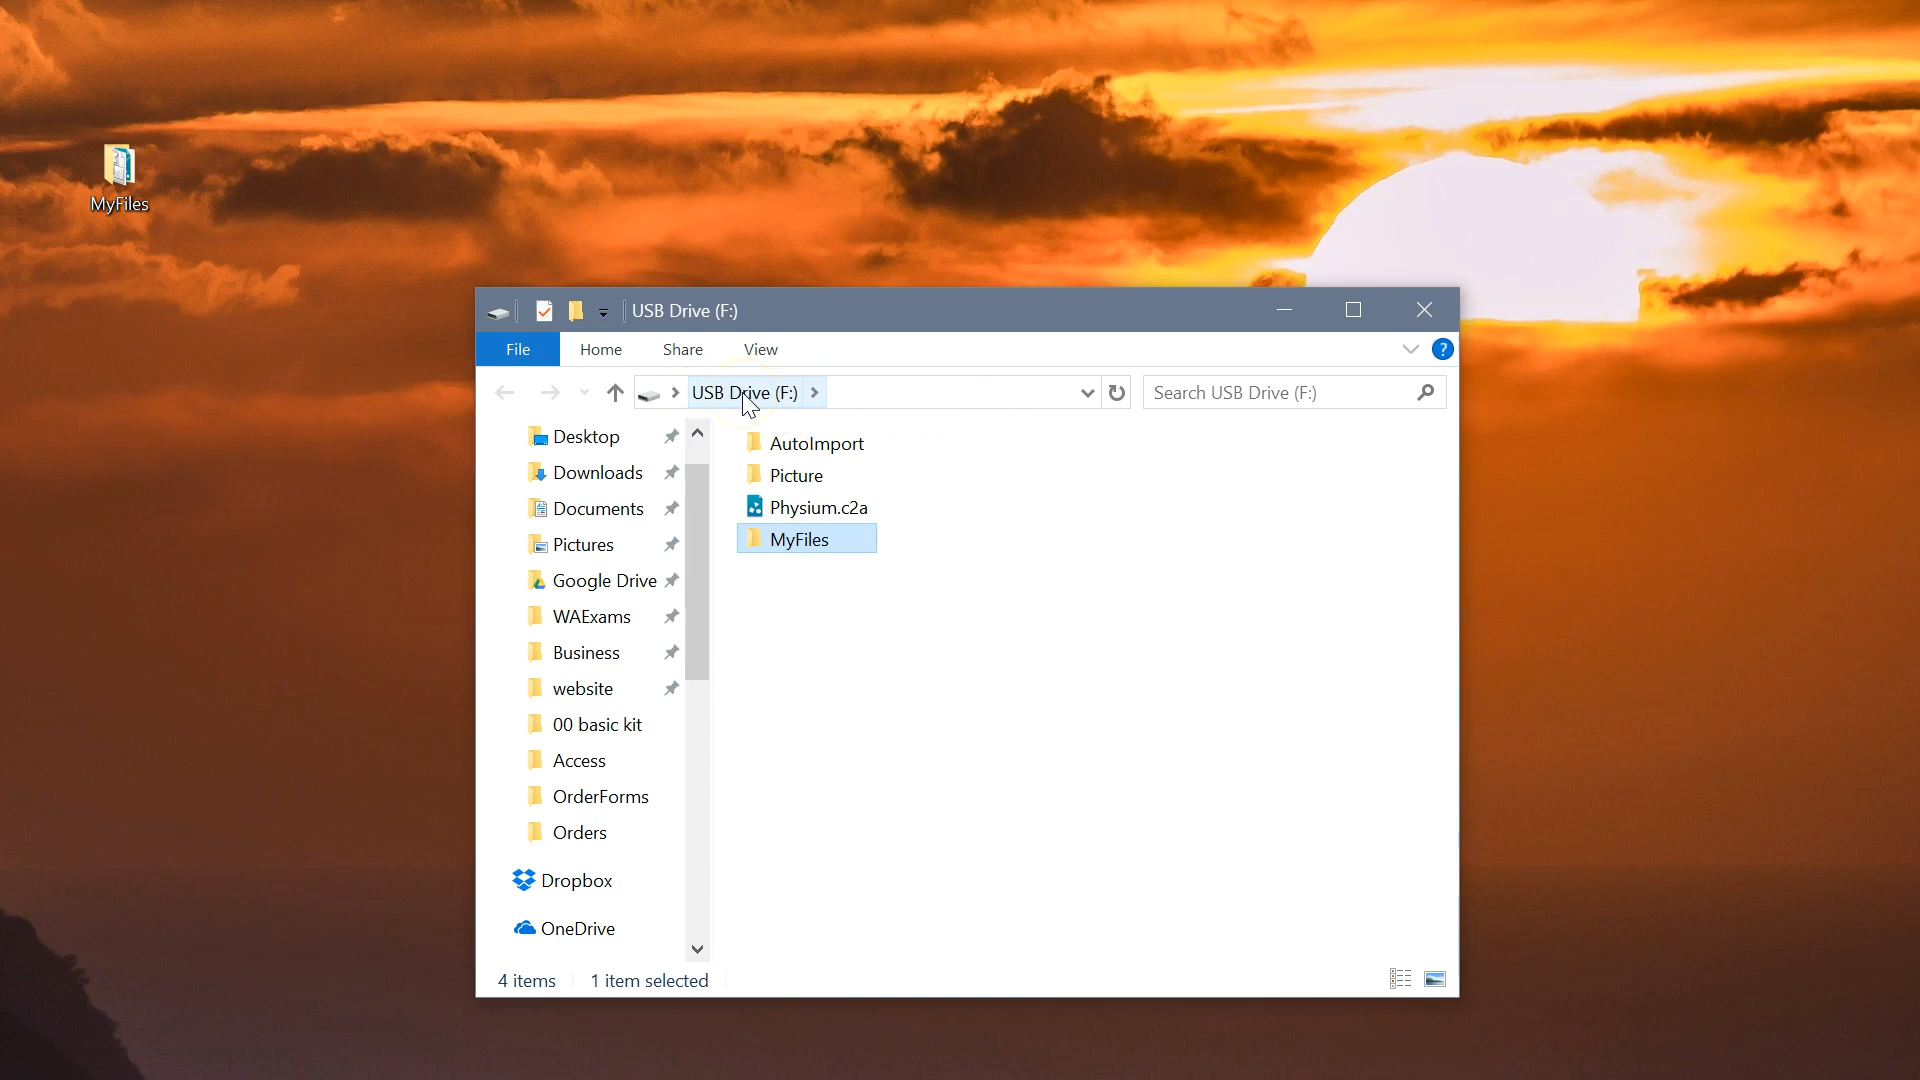 MyFiles
USB Drive (F:)
File Home Share View
USB Drive (F:)
Search USB Drive (F:)
Desktop
Downloads
Documents
Pictures
Google Drive
WAExams
Business
website
00 basic kit
Access
OrderForms
Orders
Dropbox
OneDrive
AutoImport
Picture
Physium.c2a
MyFiles
4 items 1 item selected